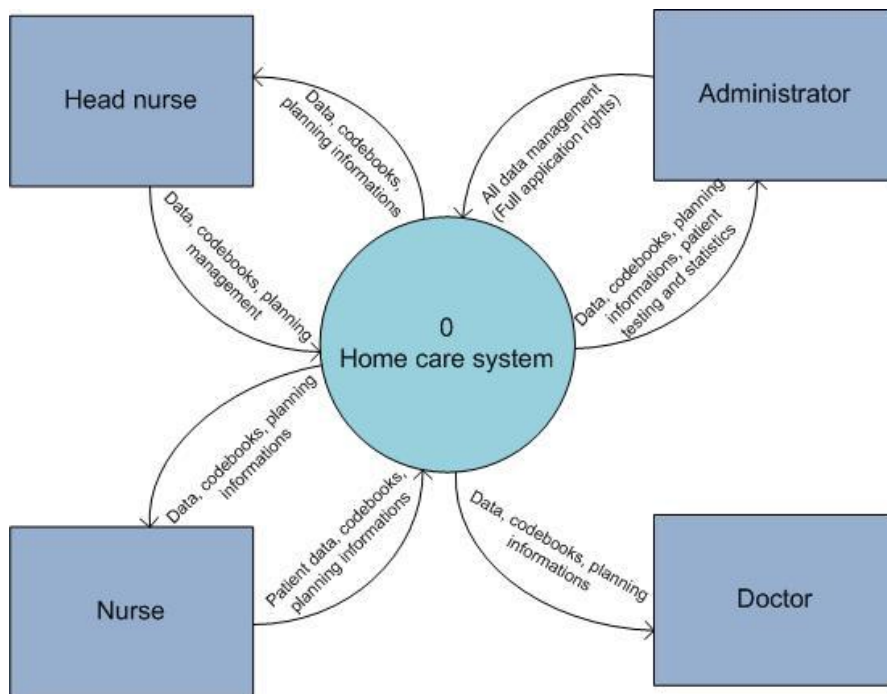 Head nurse
Data, codebooks,
planning informations
Data, codebooks, planning
management
Administrator
All data management
(Full application rights)
Data, codebooks, planning
informations, patient
testing and statistics
0
Home care system
Nurse
Data, codebooks, planning
informations
Patient data, codebooks,
planning informations
Data, codebooks, planning
informations
Doctor